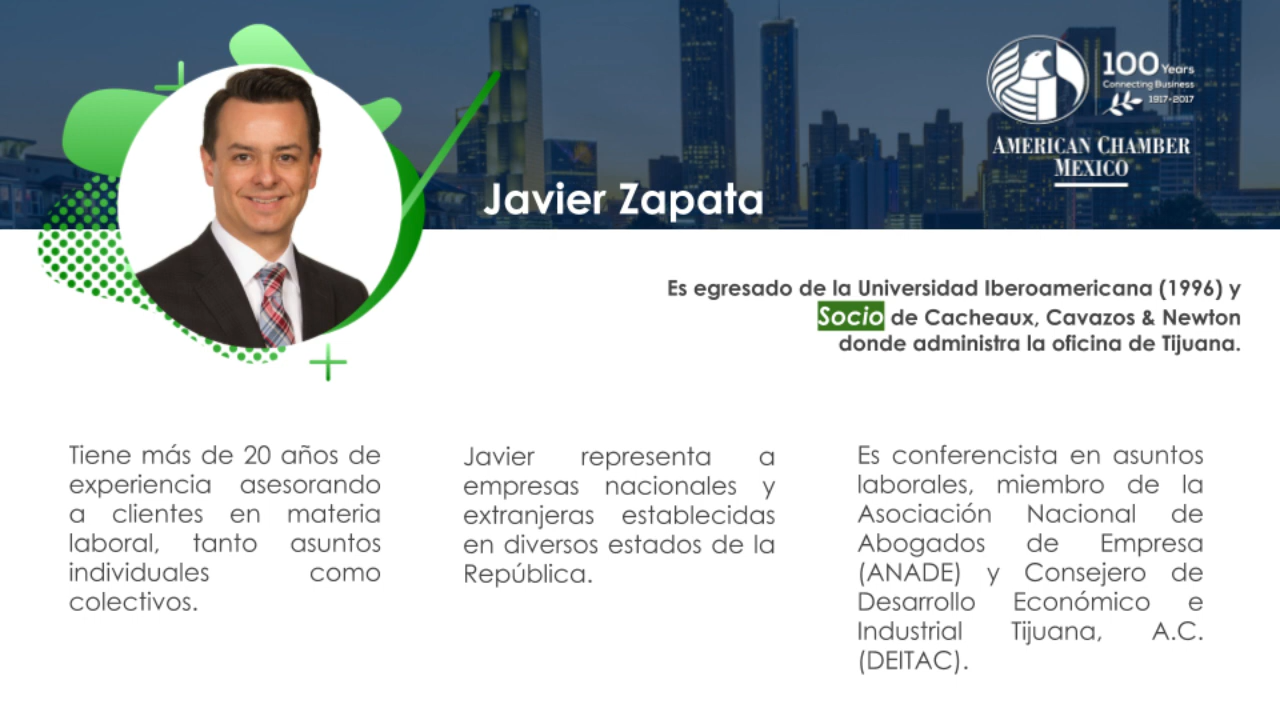 100 Years
Connecting Business
1917-2017
AMERICAN CHAMBER
MEXICO
Javier Zapata
Es egresado de la Universidad Iberoamericana (1996) y
Socio de Cacheaux, Cavazos & Newton
donde administra la oficina de Tijuana.
Tiene más de 20 años de
experiencia asesorando
a clientes en materia
laboral, tanto asuntos
individuales como
colectivos.
Javier representa a
empresas nacionales y
extranjeras establecidas
en diversos estados de la
República.
Es conferencista en asuntos
laborales, miembro de la
Asociación Nacional de
Abogados de Empresa
(ANADE) y Consejero de
Desarrollo Económico e
Industrial Tijuana, A.C.
(DEITAC).